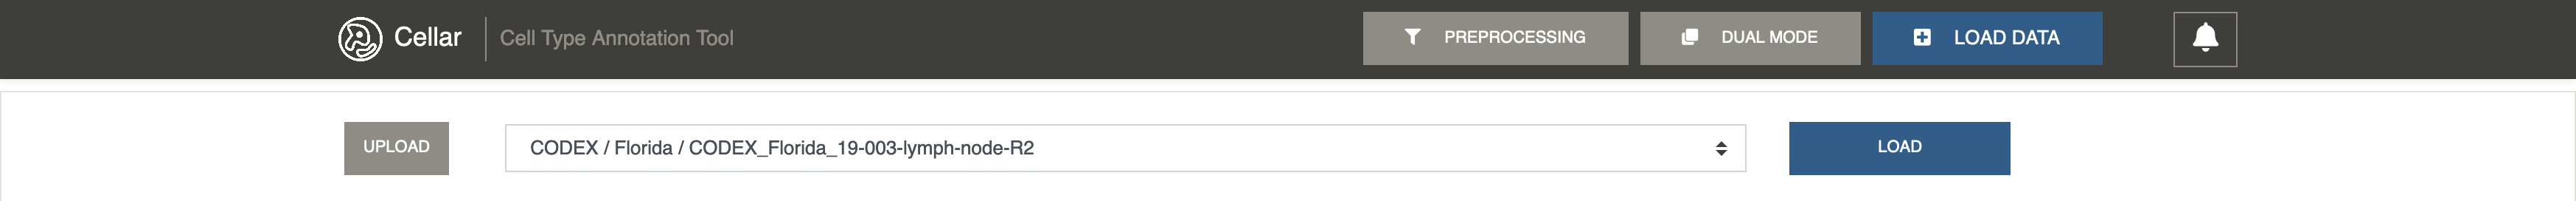 Cellar Cell Type Annotation Tool PREPROCESSING DUAL MODE LOAD DATA
UPLOAD CODEX / Florida / CODEX_Florida_19-003-lymph-node-R2 LOAD